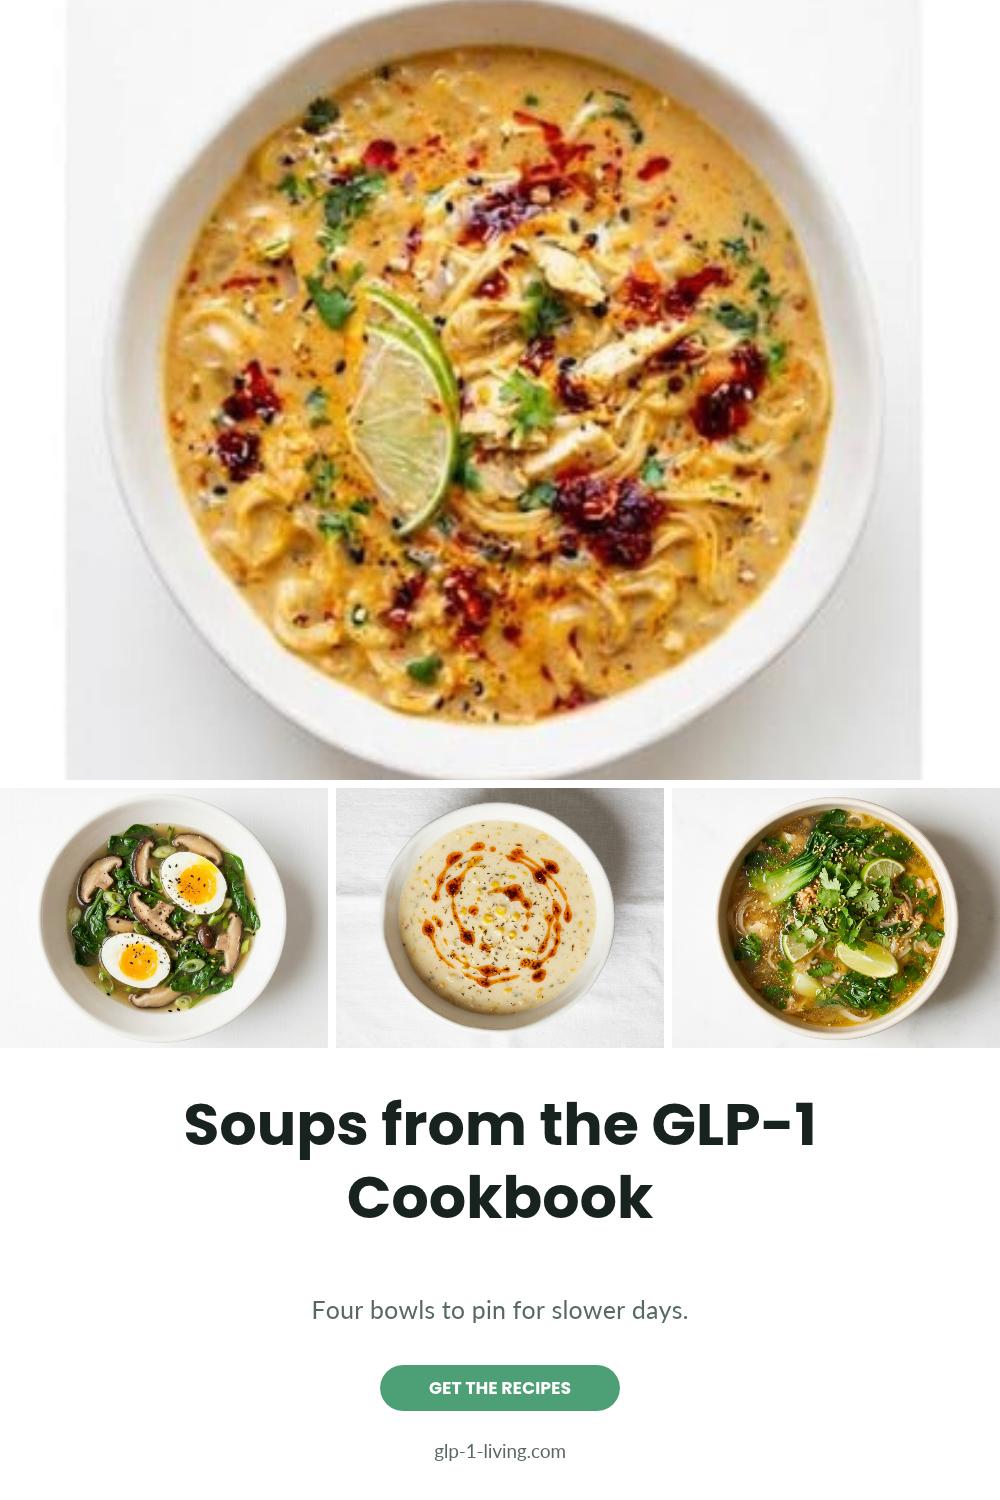 Soups from the GLP-1
Cookbook
Four bowls to pin for slower days.
GET THE RECIPES
glp-1-living.com